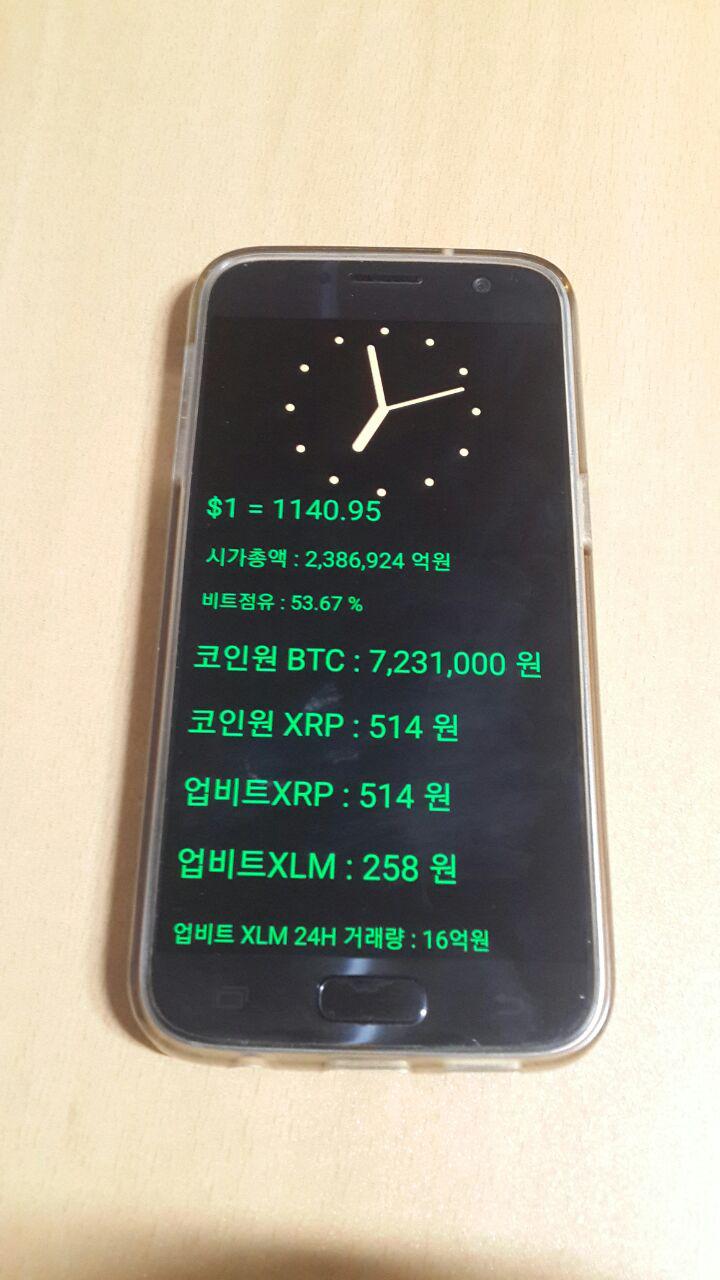 $1 = 1140.95
시가총액 : 2,386,924 억원
비트점유 : 53.67 %
코인원 BTC : 7,231,000 원
코인원 XRP : 514 원
업비트XRP : 514 원
업비트XLM : 258 원
업비트 XLM 24H 거래량 : 16억원